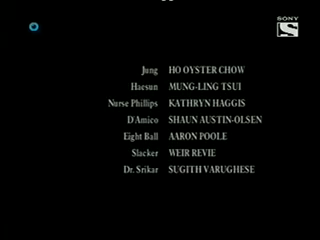 SONY
Jung HO OYSTER CHOW
Haesun MUNG-LING TSUI
Nurse Phillips KATHRYN HAGGIS
D'Amico SHAUN AUSTIN-OLSEN
Eight Ball AARON POOLE
Slacker WEIR REVIE
Dr. Srikar SUGITH VARUGHESE